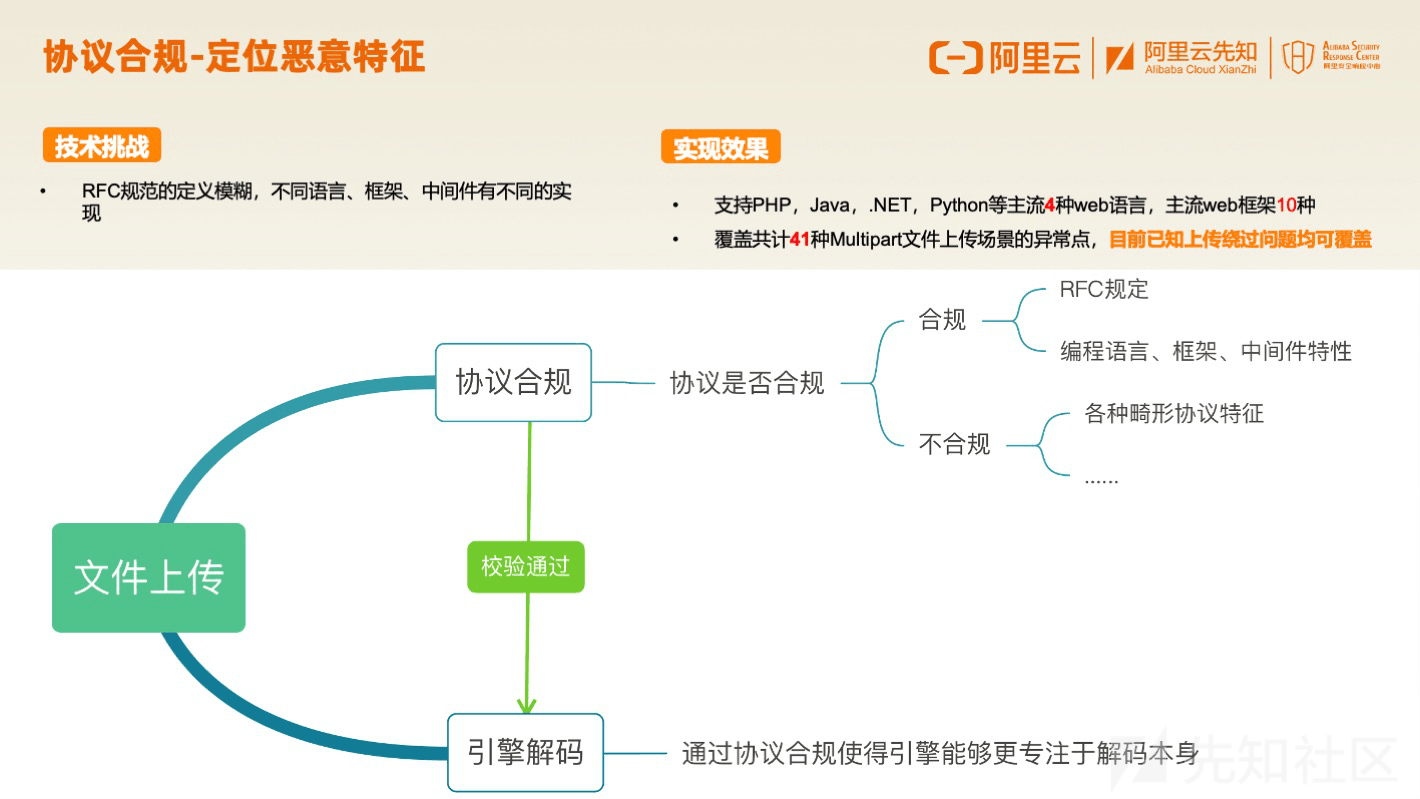 协议合规-定位恶意特征
阿里云
阿里云先知
Alibaba Cloud XianZhi
ALIBABA SECURITY
RESPONSE CENTER
阿里安全响应中心
技术挑战
• RFC规范的定义模糊，不同语言、框架、中间件有不同的实
现
实现效果
• 支持PHP，Java，.NET，Python等主流4种web语言，主流web框架10种
• 覆盖共计41种Multipart文件上传场景的异常点，目前已知上传绕过问题均可覆盖
RFC规定
合规
编程语言、框架、中间件特性
协议合规
协议是否合规
各种畸形协议特征
不合规
......
校验通过
文件上传
引擎解码
通过协议合规使得引擎能够更专注于解码本身
先知社区